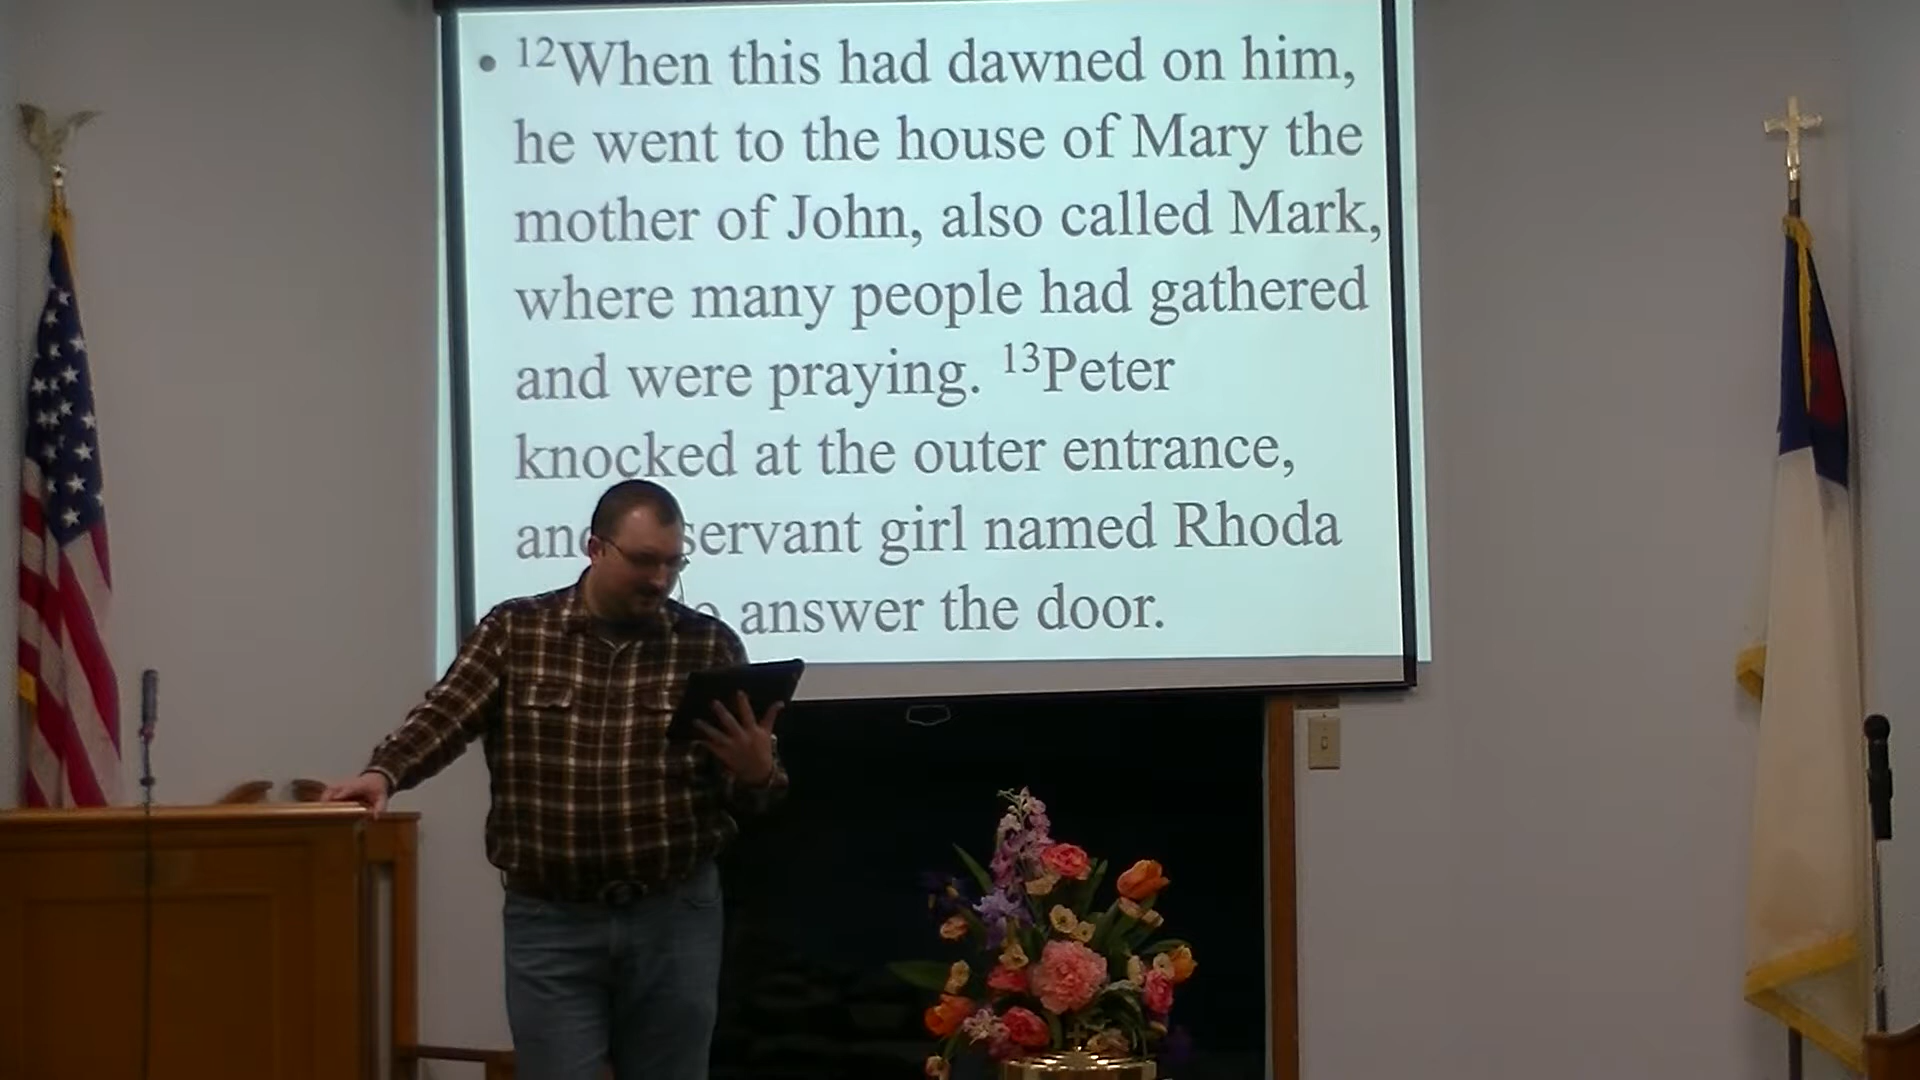 • 12When this had dawned on him,
he went to the house of Mary the
mother of John, also called Mark,
where many people had gathered
and were praying. 13Peter
knocked at the outer entrance,
servant girl named Rhoda
answer the door.